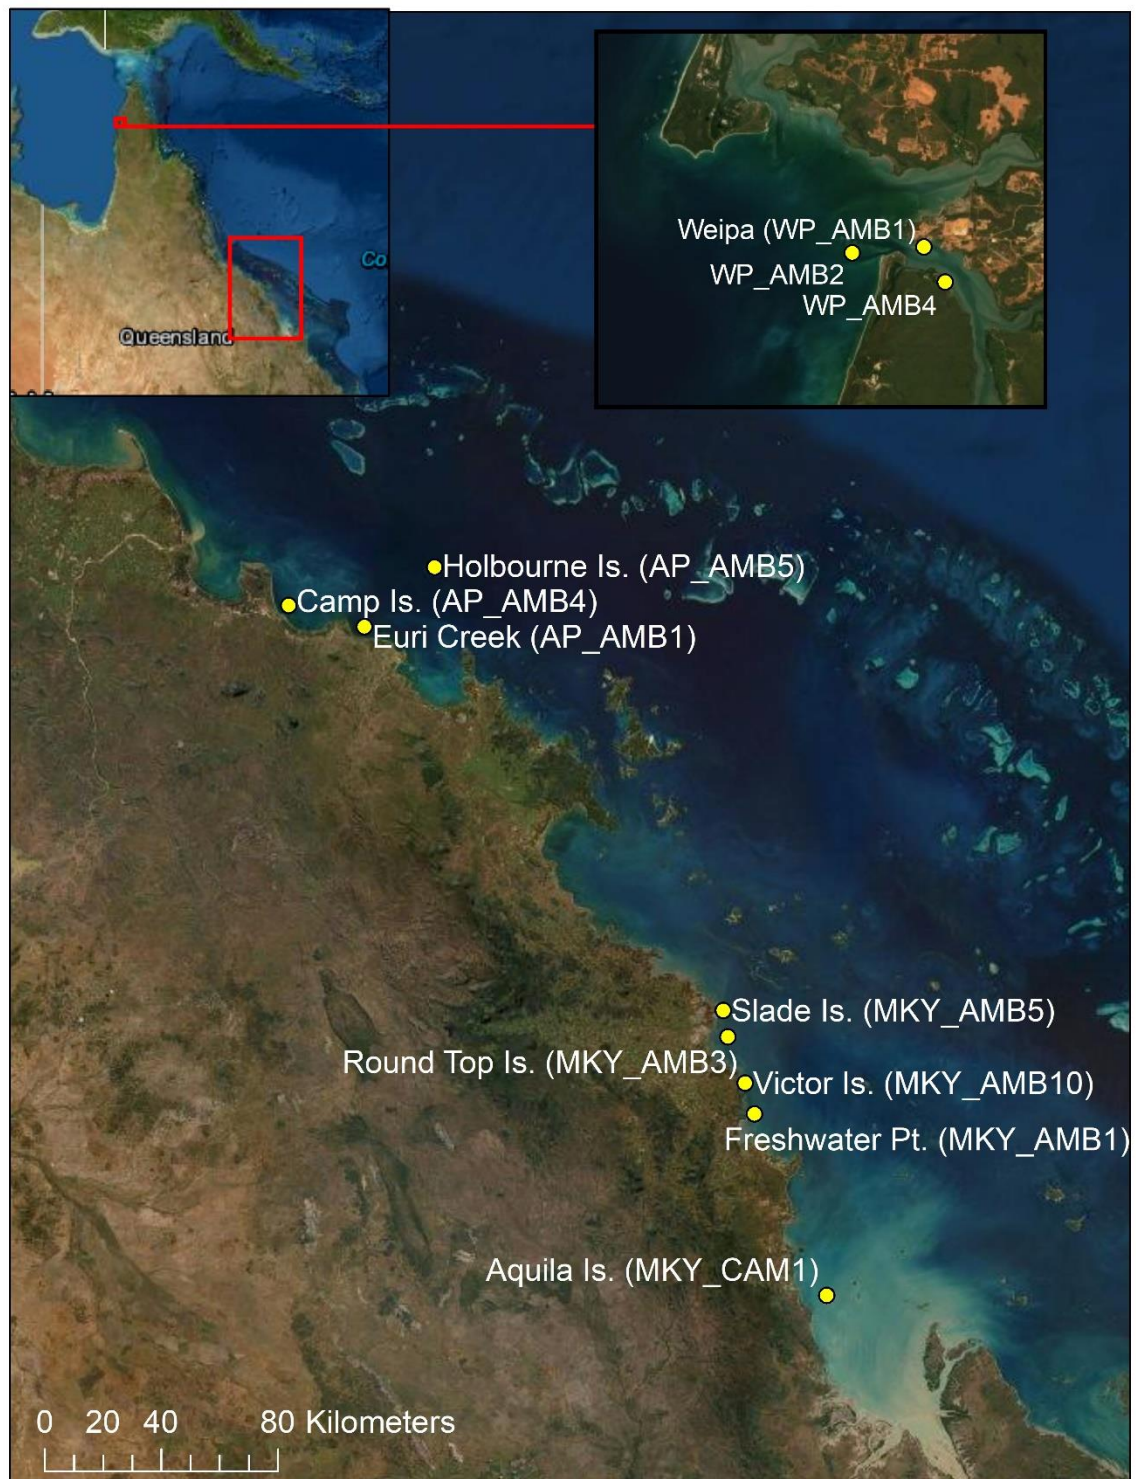 Co
Queensland
Weipa (WP_AMB1)
WP_AMB2
WP_AMB4
Holbourne Is. (AP_AMB5)
Camp Is. (AP_AMB4)
Euri Creek (AP_AMB1)
Slade Is. (MKY_AMB5)
Round Top Is. (MKY_AMB3)
Victor Is. (MKY_AMB10)
Freshwater Pt. (MKY_AMB1)
Aquila Is. (MKY_CAM1)
0 20 40 80 Kilometers